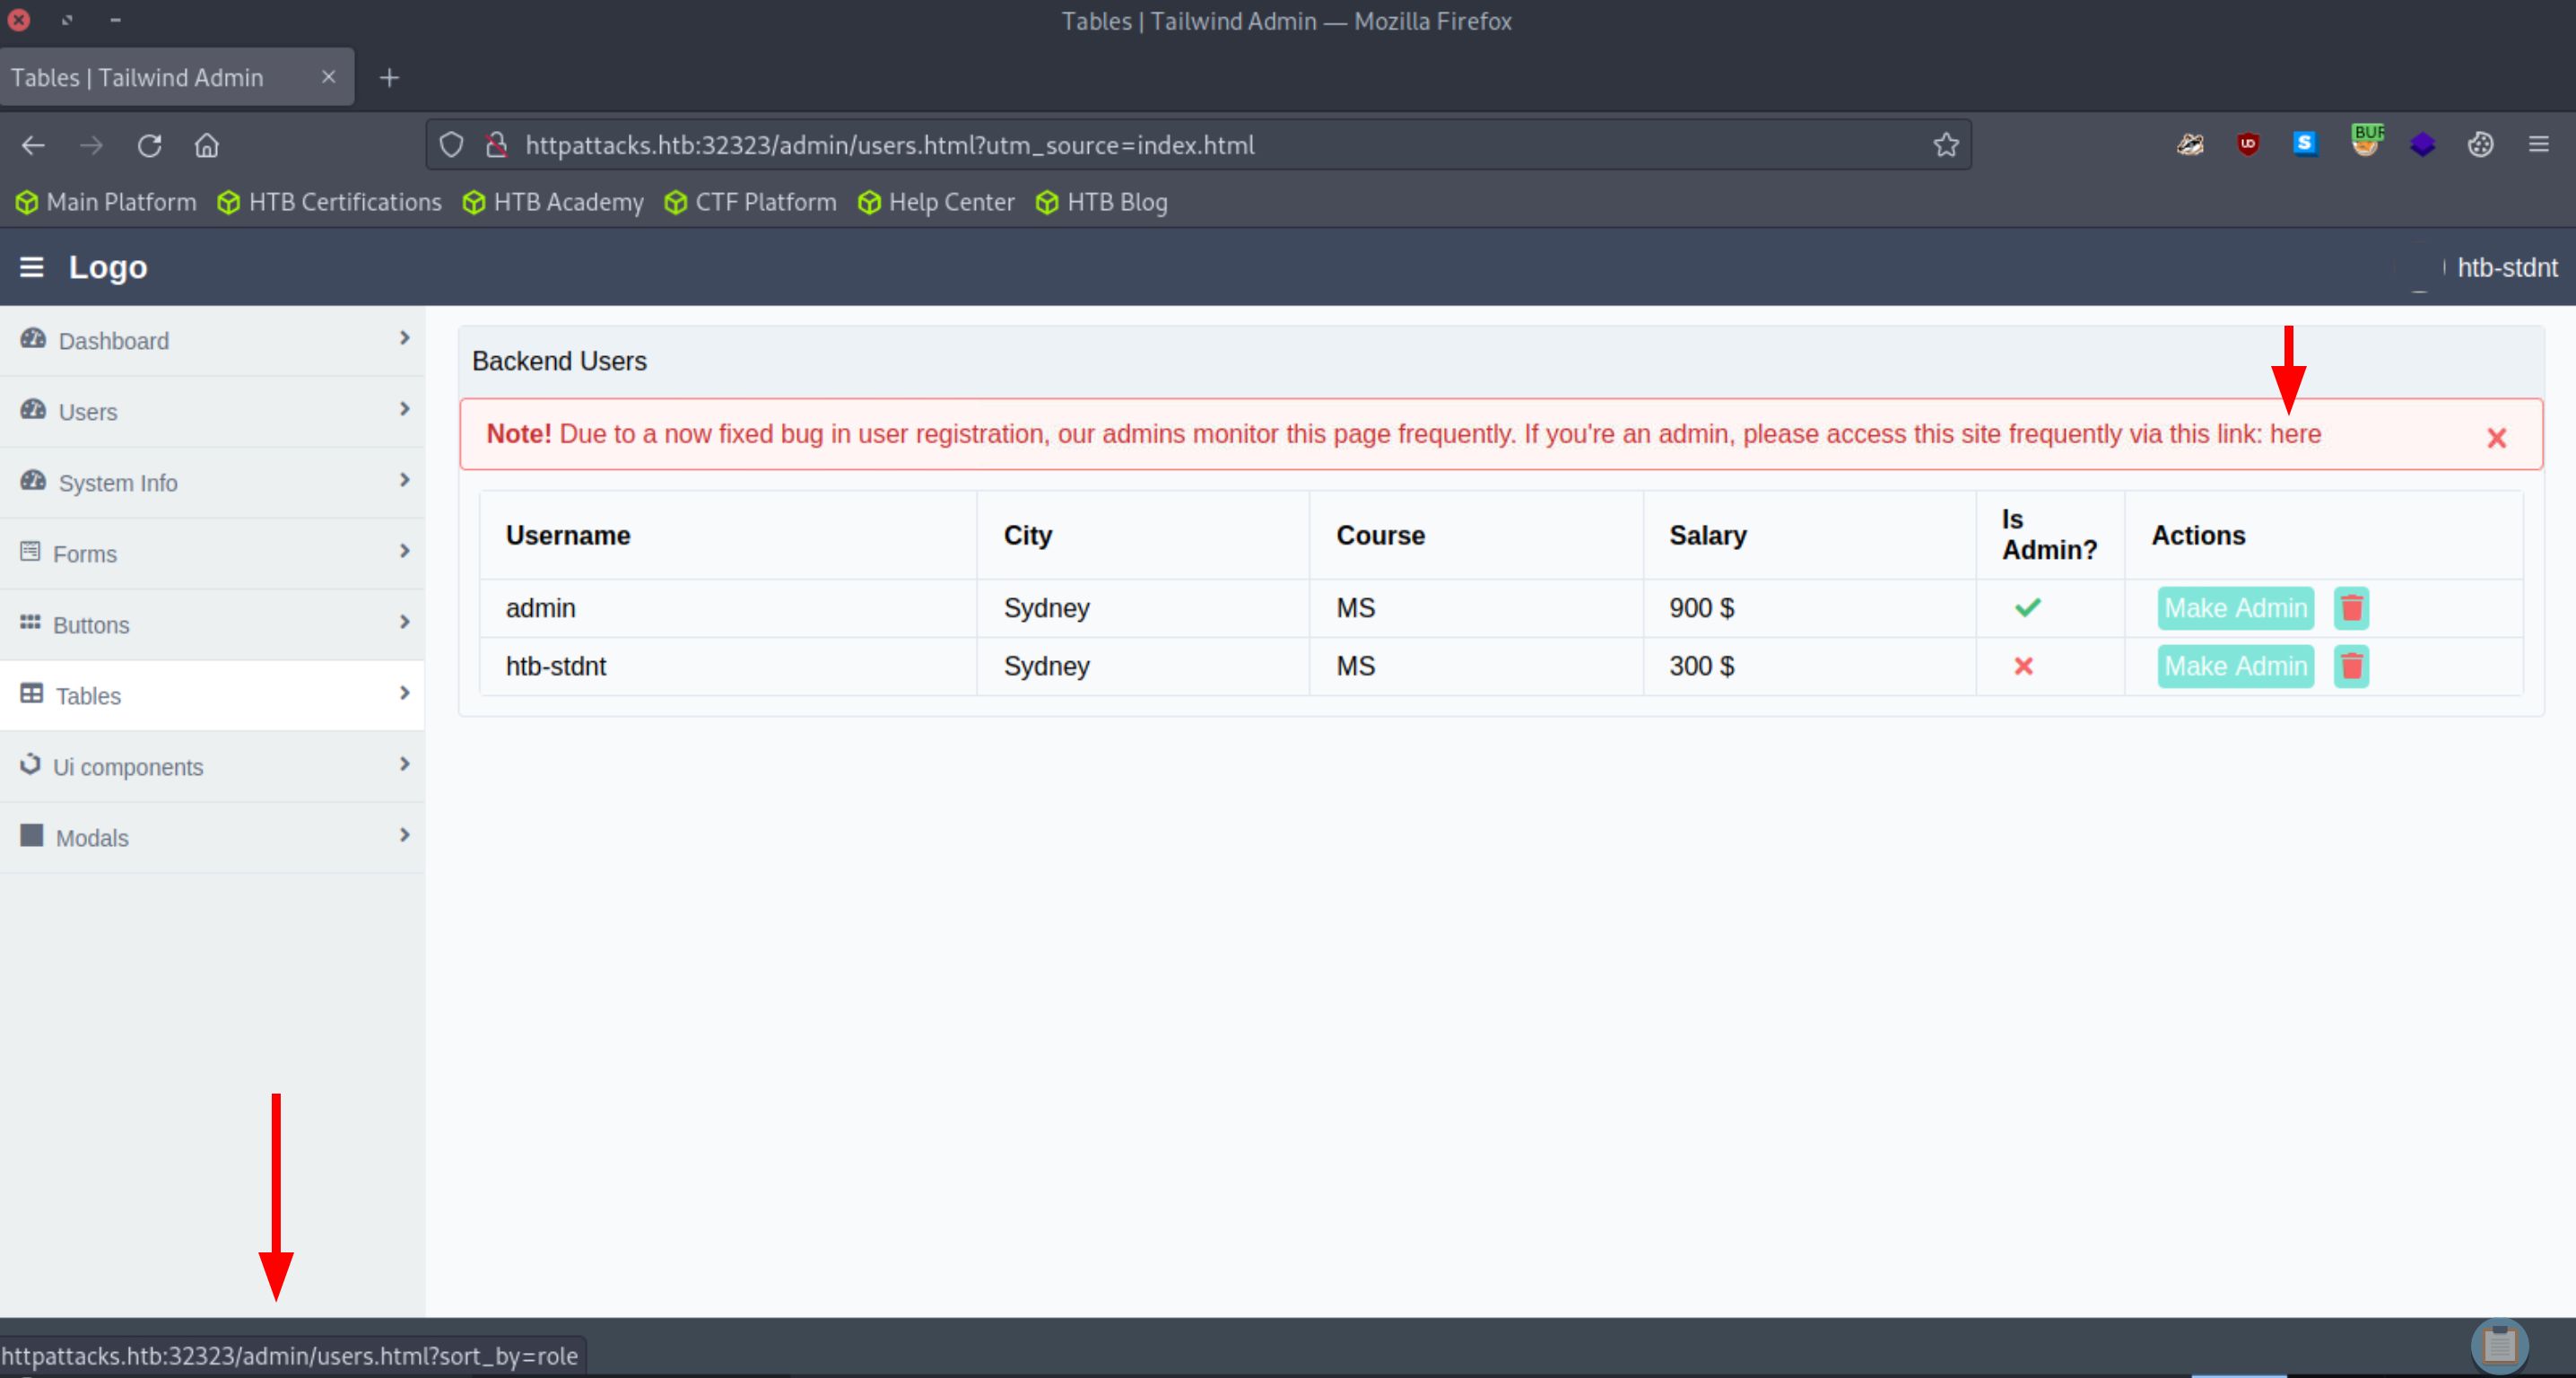 Tables | Tailwind Admin — Mozilla Firefox
Tables | Tailwind Admin
httpattacks.htb:32323/admin/users.html?utm_source=index.html
UD
S
BUR
Main Platform HTB Certifications HTB Academy CTF Platform Help Center HTB Blog
Logo
htb-stdnt
Dashboard
Users
System Info
Forms
Buttons
Tables
Ui components
Modals
Backend Users
Note! Due to a now fixed bug in user registration, our admins monitor this page frequently. If you're an admin, please access this site frequently via this link: here
Username City Course Salary Is Admin? Actions
admin Sydney MS 900 $ Make Admin
htb-stdnt Sydney MS 300 $ Make Admin
httpattacks.htb:32323/admin/users.html?sort_by=role